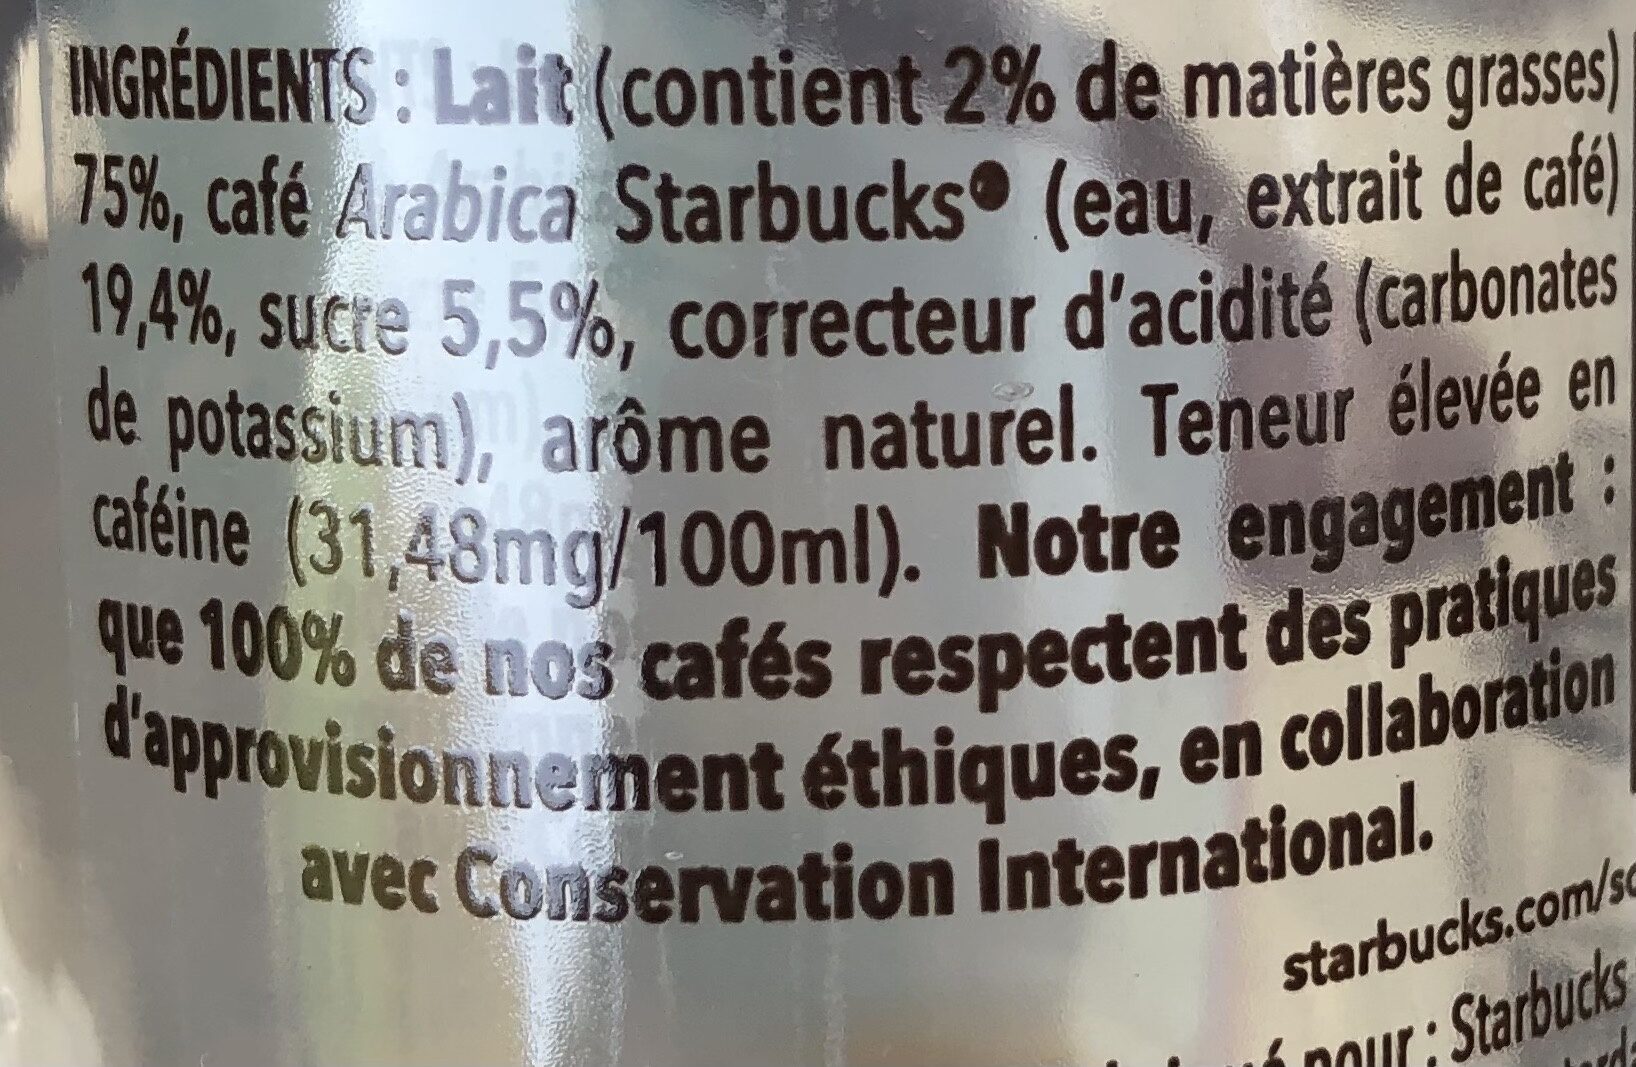 INGRÉDIENTS : Lait (contient 2% de matières grasses)
75%, café Arabica Starbucks® (eau, extrait de café)
19,4%, sucre 5,5%, correcteur d'acidité (carbonates
de potassium), arôme naturel. Teneur élevée en
caféine (31,48mg/100ml). Notre engagement :
que 100% de nos cafés respectent des pratiques
d'approvisionnement éthiques, en collaboration
avec Conservation International.
starbucks.com/so
pour : Starbucks